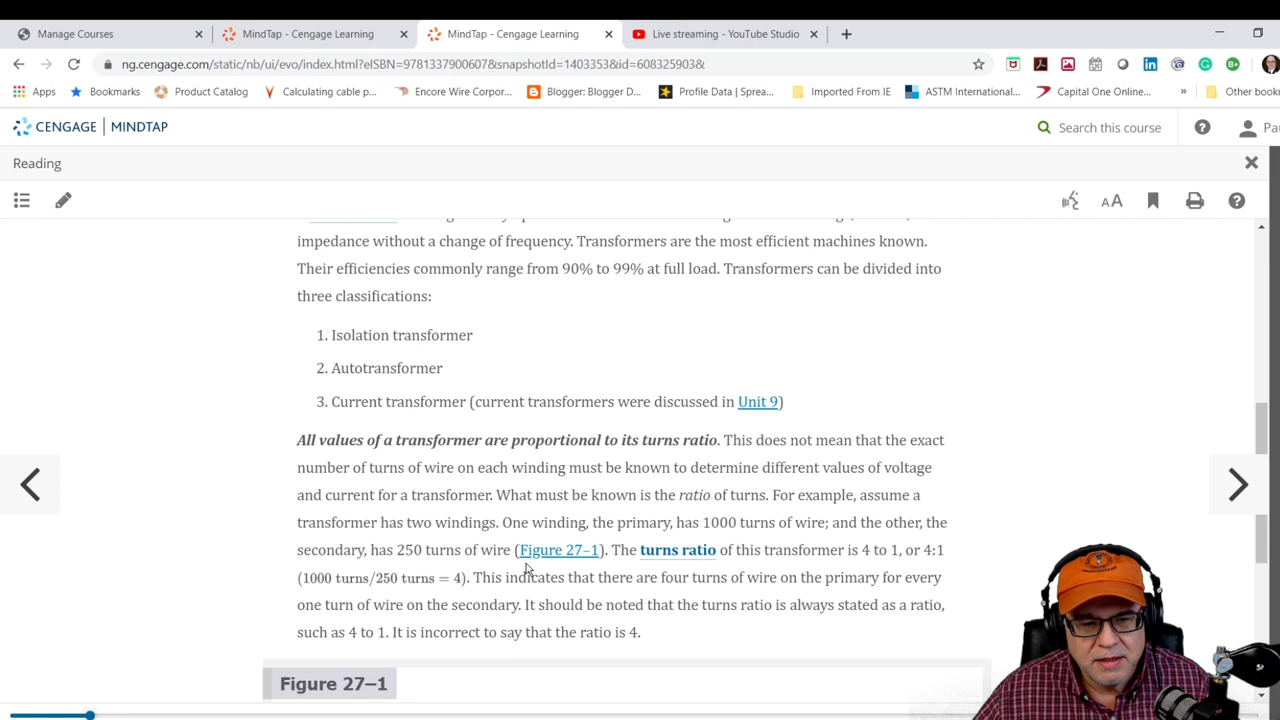 Manage Courses
MindTap - Cengage Learning
MindTap - Cengage Learning
Live streaming - YouTube Studio
ng.cengage.com/static/nb/ui/evo/index.html?eISBN=9781337900607&snapshotId=1403353&id=608325903&
Apps
Bookmarks
Product Catalog
Calculating cable p...
Encore Wire Corpor...
Blogger: Blogger D...
Profile Data | Sprea...
Imported From IE
ASTM International...
Capital One Online...
»
Other book
CENGAGE | MINDTAP
Search this course
Reading
AA
impedance without a change of frequency. Transformers are the most efficient machines known.
Their efficiencies commonly range from 90% to 99% at full load. Transformers can be divided into
three classifications:
1. Isolation transformer
2. Autotransformer
3. Current transformer (current transformers were discussed in Unit 9)
All values of a transformer are proportional to its turns ratio. This does not mean that the exact
number of turns of wire on each winding must be known to determine different values of voltage
and current for a transformer. What must be known is the ratio of turns. For example, assume a
transformer has two windings. One winding, the primary, has 1000 turns of wire; and the other, the
secondary, has 250 turns of wire (Figure 27–1). The turns ratio of this transformer is 4 to 1, or 4:1
(1000 turns/250 turns = 4). This indicates that there are four turns of wire on the primary for every
one turn of wire on the secondary. It should be noted that the turns ratio is always stated as a ratio,
such as 4 to 1. It is incorrect to say that the ratio is 4.
Figure 27–1